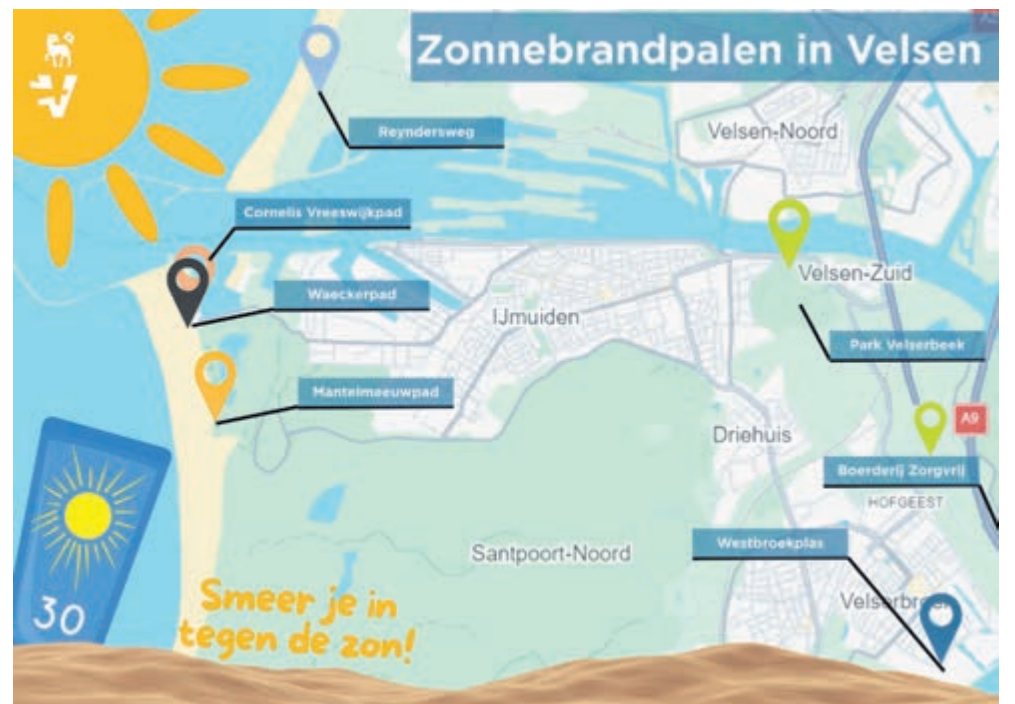 Zonnebrandpalen in Velsen
Reyndersweg
Velsen-Noord
Cornelis Vreeswijkpad
Velsen-Zuid
Waeckerpad
IJmuiden
Park Velserbeek
Mantelmeeuwpad
A9
Driehuis
Boerderij Zorgvrij
HOFGEEST
Westbroekplas
Santpoort-Noord
30
Smeer je in
tegen de zon!